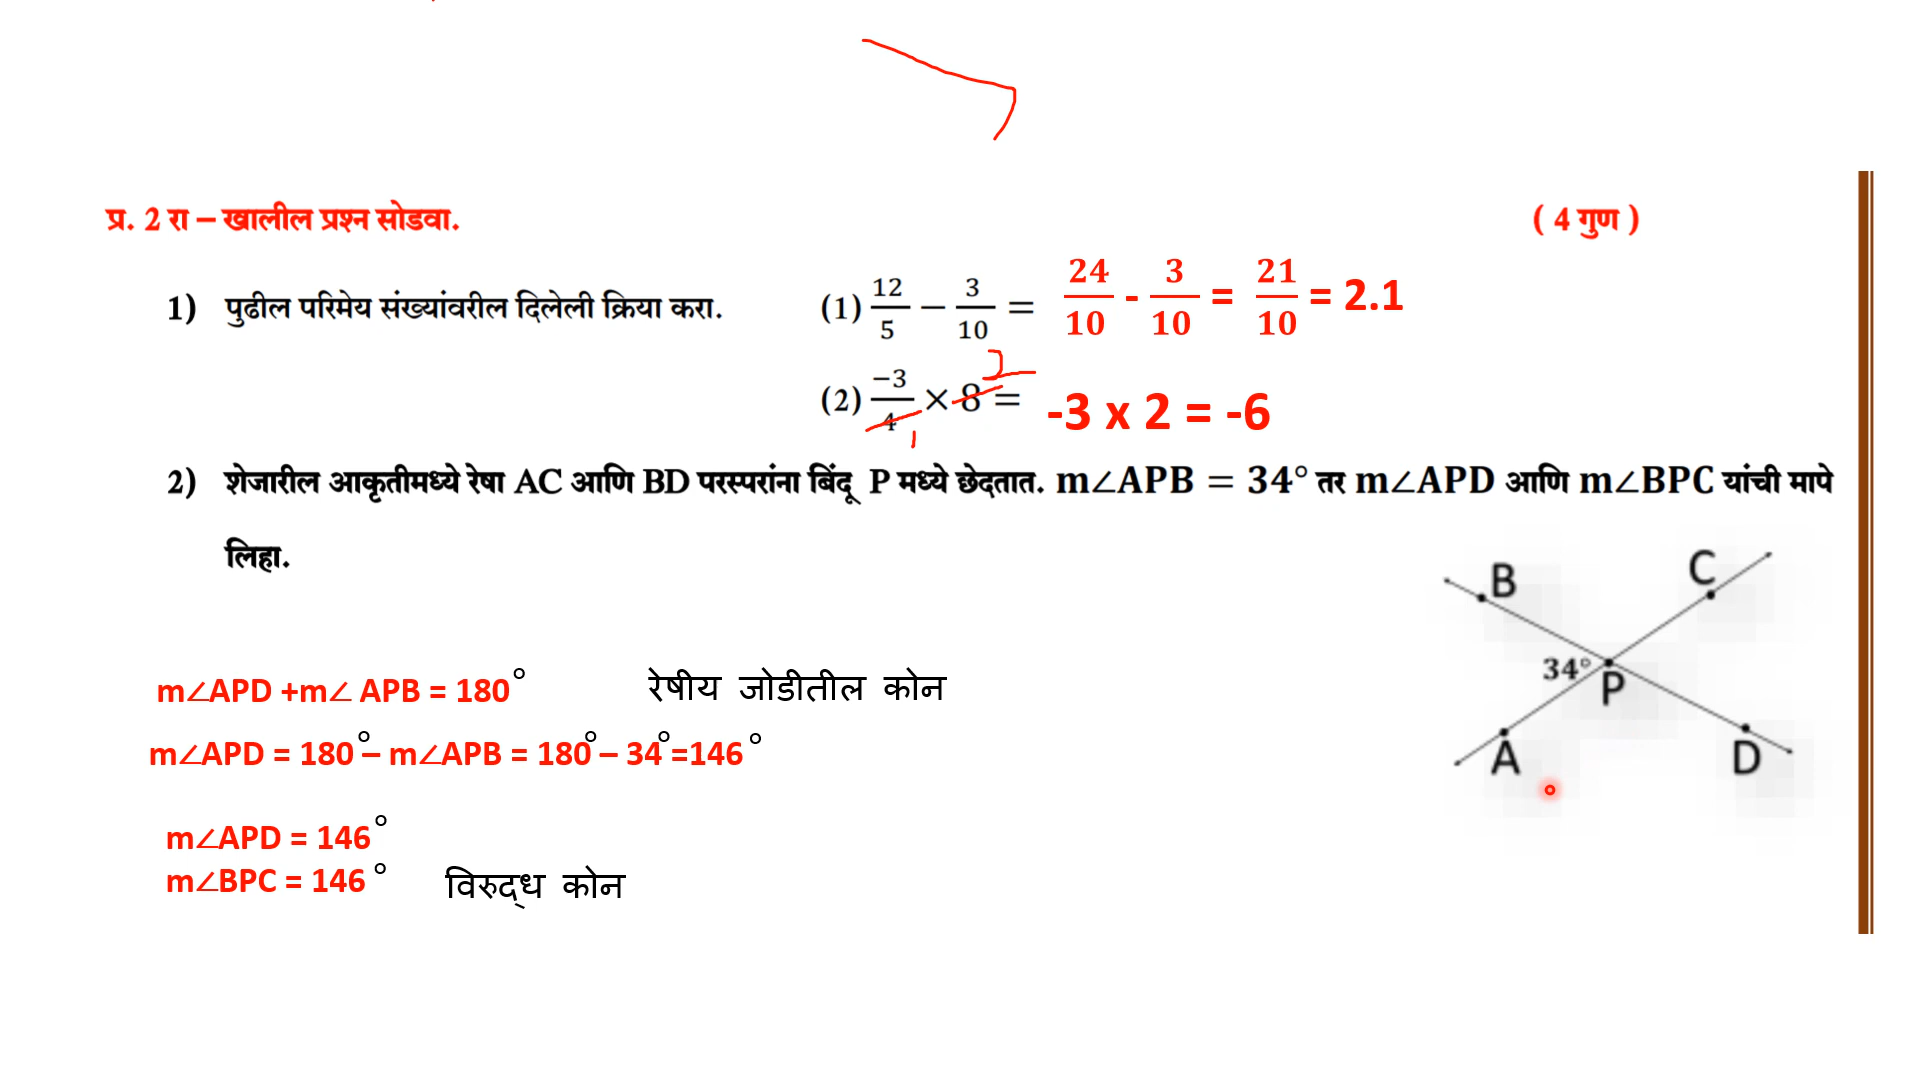 प्र. 2 रा – खालील प्रश्न सोडवा. ( 4 गुण )
1) पुढील परिमेय संख्यांवरील दिलेली क्रिया करा. (1) 12/5 − 3/10 = 24/10 - 3/10 = 21/10 = 2.1
2
(2) −3/4 × 8 = -3 x 2 = -6
1
2) शेजारील आकृतीमध्ये रेषा AC आणि BD परस्परांना बिंदू P मध्ये छेदतात. m∠APB = 34° तर m∠APD आणि m∠BPC यांची मापे
लिहा.
B C
34° P
A D
m∠APD +m∠ APB = 180° रेषीय जोडीतील कोन
m∠APD = 180°– m∠APB = 180°– 34°=146°
m∠APD = 146°
m∠BPC = 146° विरुद्ध कोन